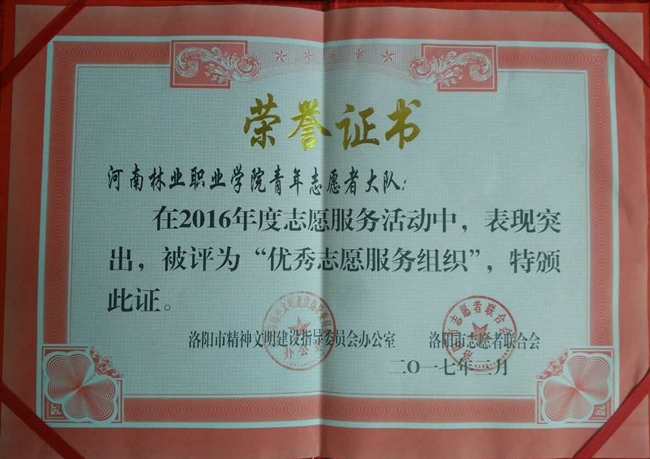 荣誉证书
河南林业职业学院青年志愿者大队：
在2016年度志愿服务活动中，表现突
出，被评为“优秀志愿服务组织”，特颁
此证。
洛阳市精神文明建设指导委员会办公室 洛阳市志愿者联合会
二〇一七年二月